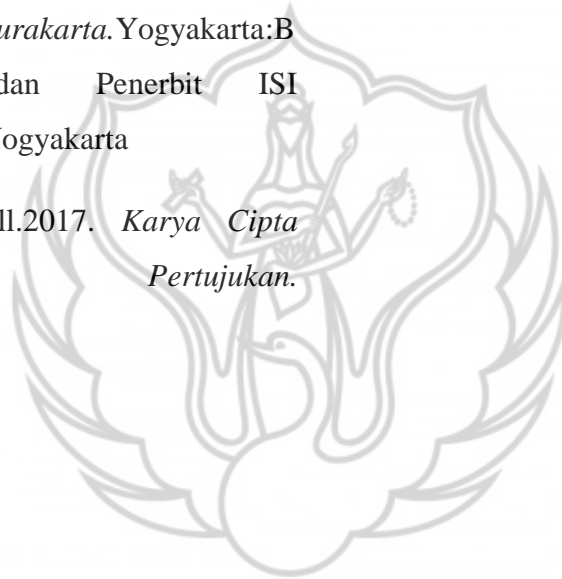 urakarta.Yogyakarta:B
dan Penerbit ISI
Yogyakarta
ll.2017. Karya Cipta
Pertujukan.